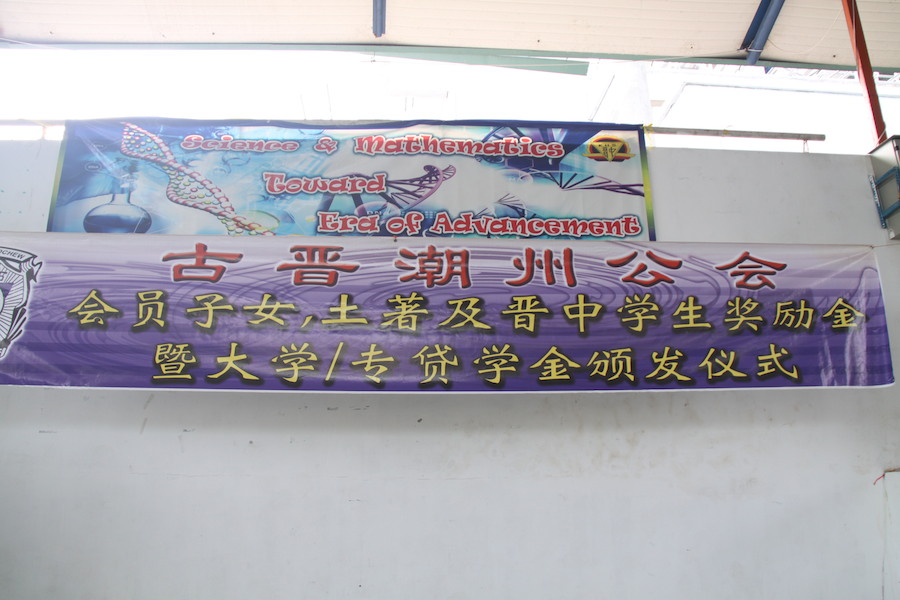 Science & Mathematics
Toward
Era of Advancement
古晋潮州公会
会员子女,土著及晋中学生奖励金
暨大学/专贷学金颁发仪式